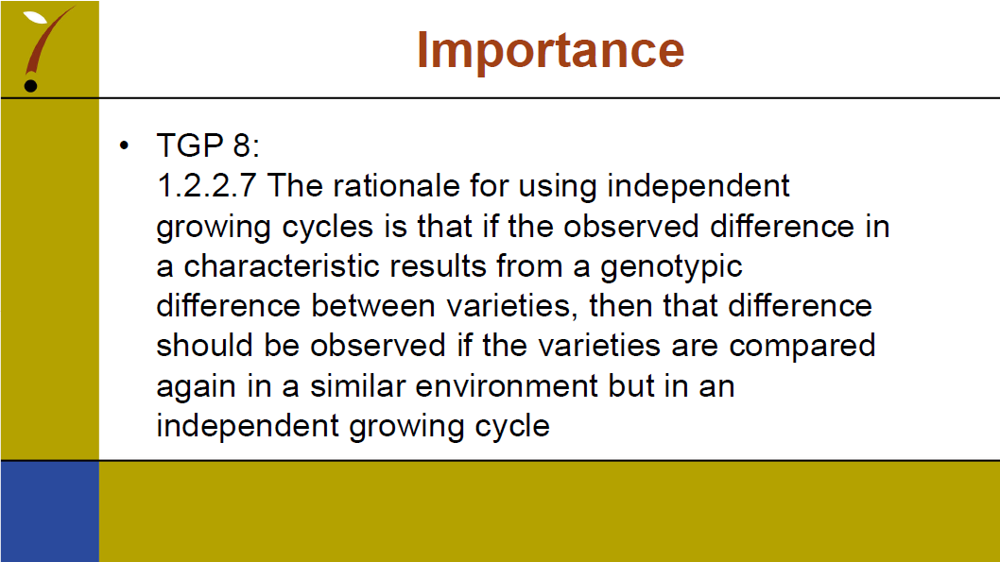 Importance
• TGP 8:
1.2.2.7 The rationale for using independent
growing cycles is that if the observed difference in
a characteristic results from a genotypic
difference between varieties, then that difference
should be observed if the varieties are compared
again in a similar environment but in an
independent growing cycle